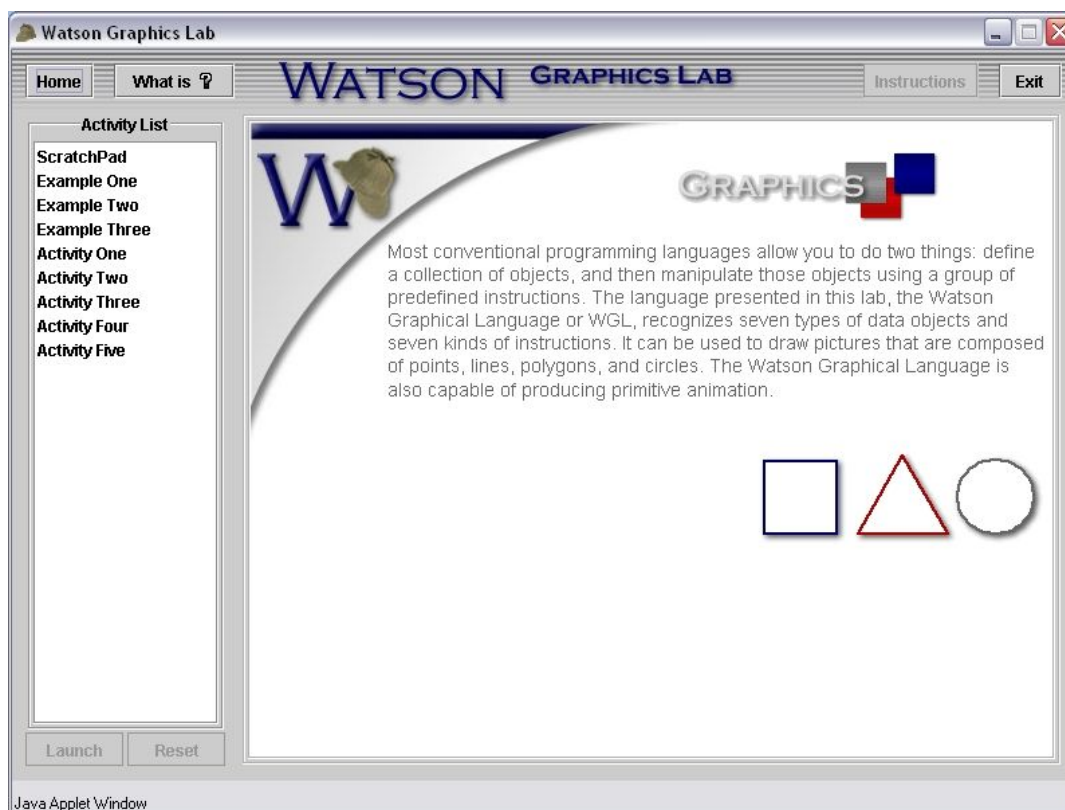 Watson Graphics Lab
Home What is ? WATSON GRAPHICS LAB Instructions Exit
Activity List
ScratchPad
Example One
Example Two
Example Three
Activity One
Activity Two
Activity Three
Activity Four
Activity Five
Launch Reset
W
GRAPHICS
Most conventional programming languages allow you to do two things: define
a collection of objects, and then manipulate those objects using a group of
predefined instructions. The language presented in this lab, the Watson
Graphical Language or WGL, recognizes seven types of data objects and
seven kinds of instructions. It can be used to draw pictures that are composed
of points, lines, polygons, and circles. The Watson Graphical Language is
also capable of producing primitive animation.
Java Applet Window